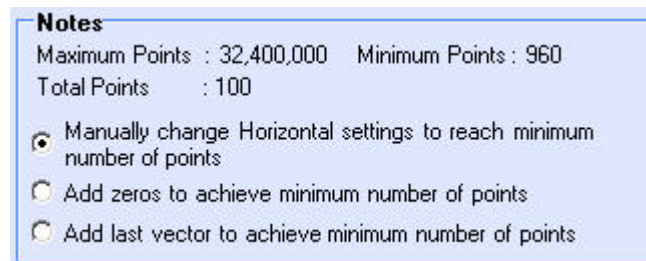 Notes
Maximum Points : 32,400,000 Minimum Points : 960
Total Points : 100
Manually change Horizontal settings to reach minimum
number of points
Add zeros to achieve minimum number of points
Add last vector to achieve minimum number of points